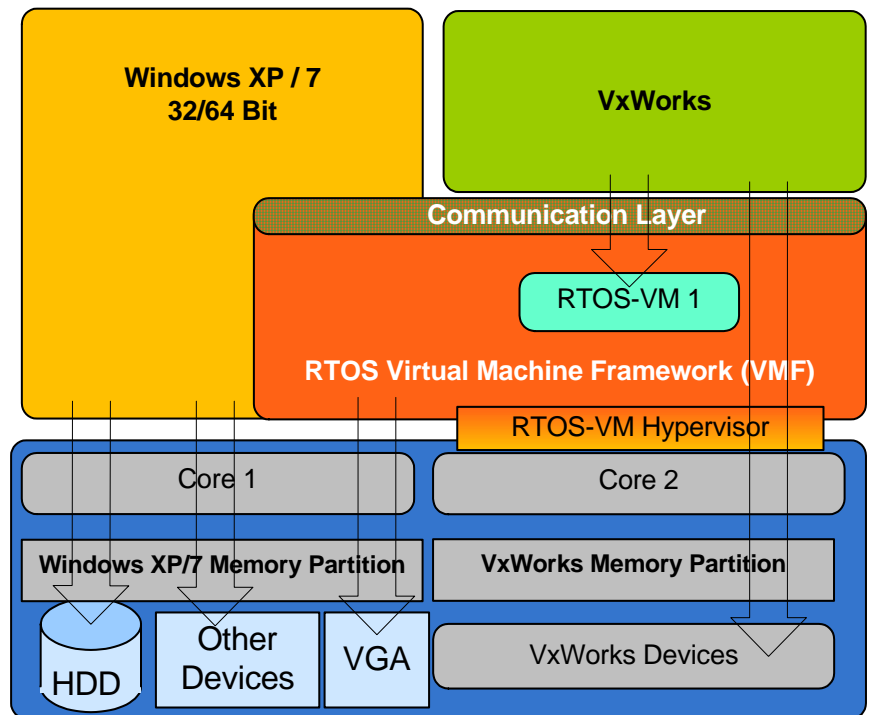 Windows XP / 7
32/64 Bit
VxWorks
Communication Layer
RTOS-VM 1
RTOS Virtual Machine Framework (VMF)
RTOS-VM Hypervisor
Core 1
Core 2
Windows XP/7 Memory Partition
VxWorks Memory Partition
HDD
Other
Devices
VGA
VxWorks Devices